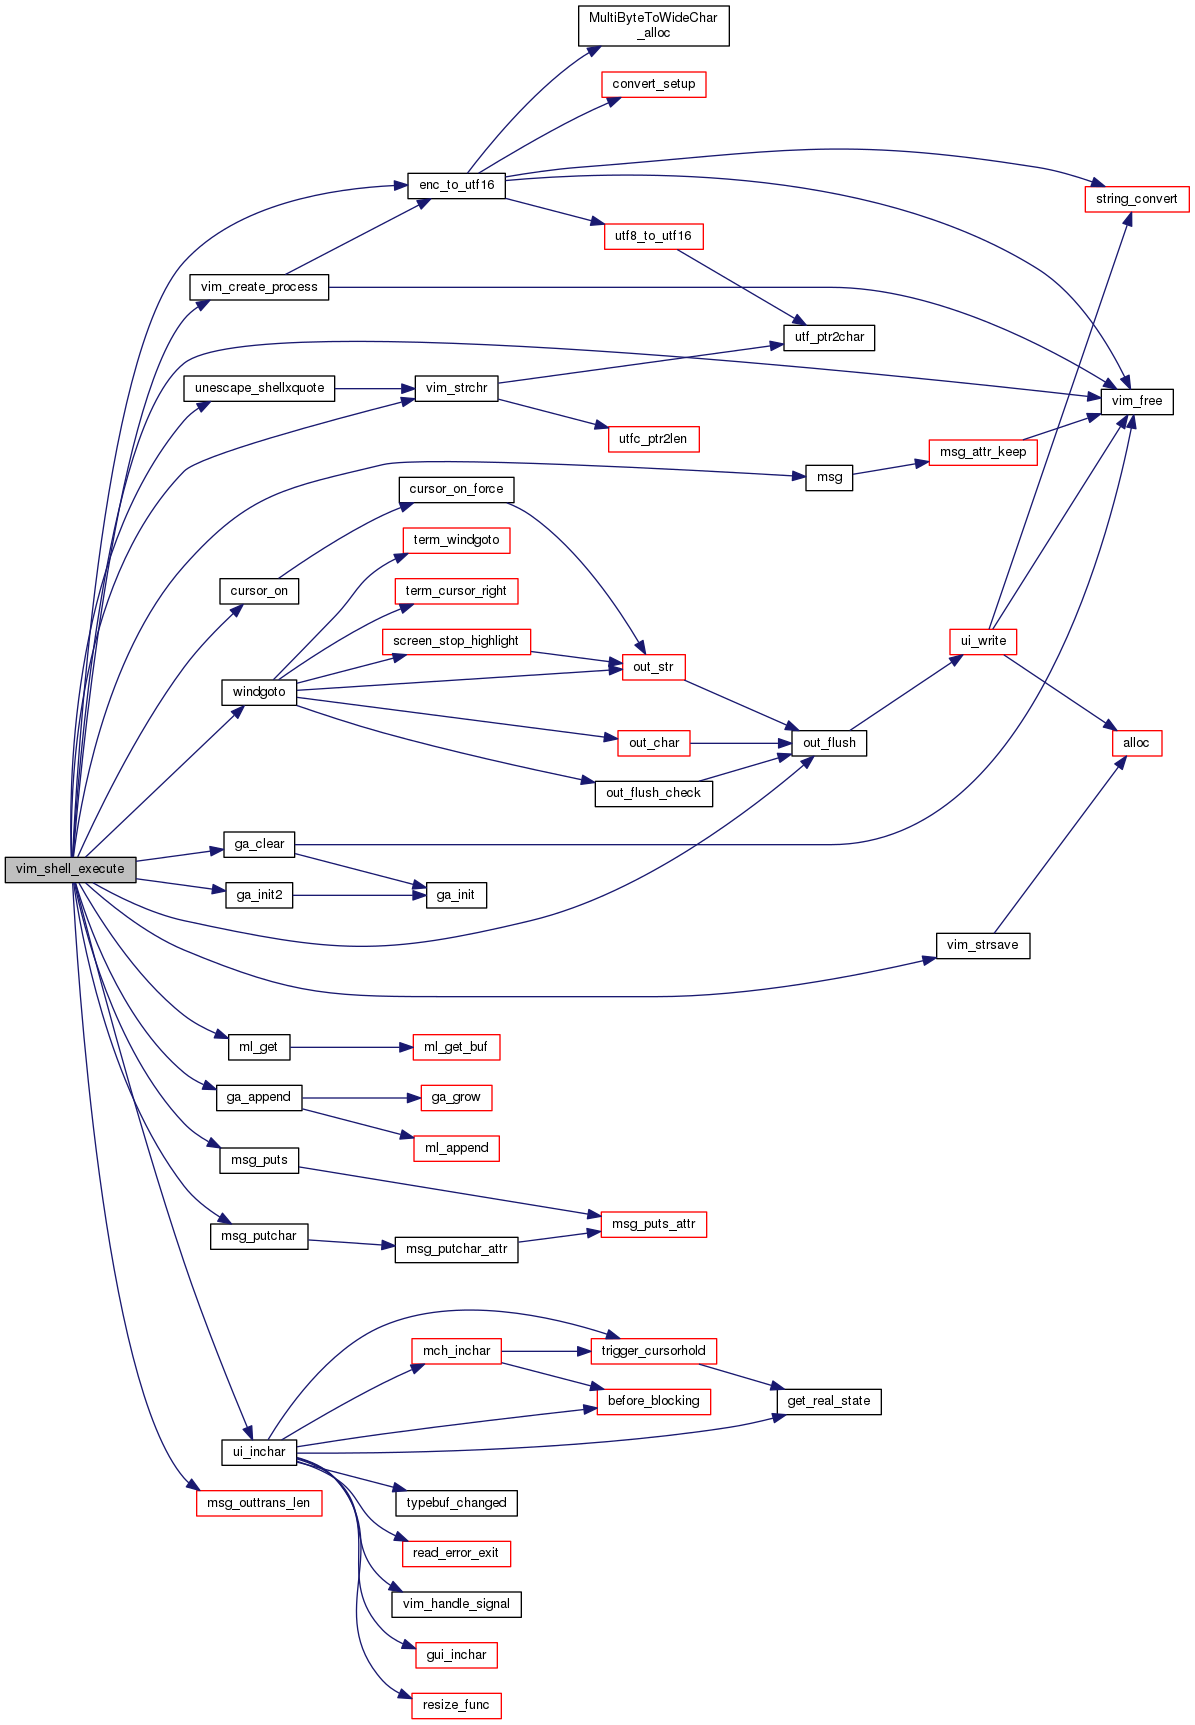 MultiByteToWideChar
_alloc
convert_setup
enc_to_utf16
string_convert
utf8_to_utf16
vim_create_process
utf_ptr2char
unescape_shellxquote
vim_strchr
vim_free
utfc_ptr2len
msg_attr_keep
msg
cursor_on_force
term_windgoto
cursor_on
term_cursor_right
screen_stop_highlight
ui_write
out_str
windgoto
out_char
out_flush
alloc
out_flush_check
ga_clear
vim_shell_execute
ga_init2
ga_init
vim_strsave
ml_get
ml_get_buf
ga_append
ga_grow
ml_append
msg_puts
msg_puts_attr
msg_putchar
msg_putchar_attr
mch_inchar
trigger_cursorhold
before_blocking
get_real_state
ui_inchar
msg_outtrans_len
typebuf_changed
read_error_exit
vim_handle_signal
gui_inchar
resize_func